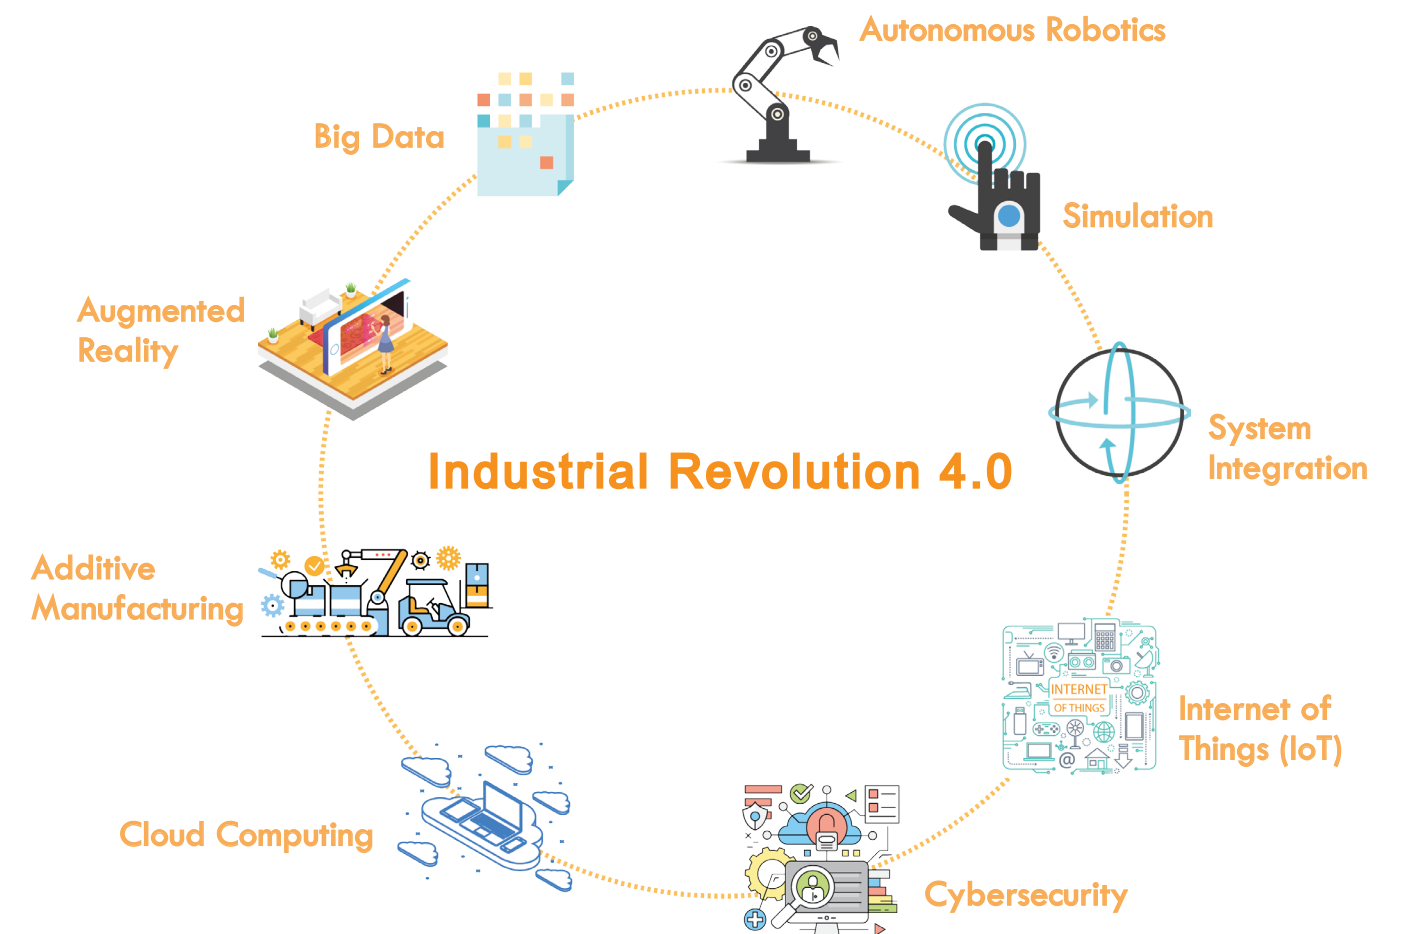 Autonomous Robotics
Big Data
Simulation
Augmented
Reality
System
Integration
Industrial Revolution 4.0
Additive
Manufacturing
INTERNET
OF THINGS
Internet of
Things (IoT)
@
Cloud Computing
Cybersecurity